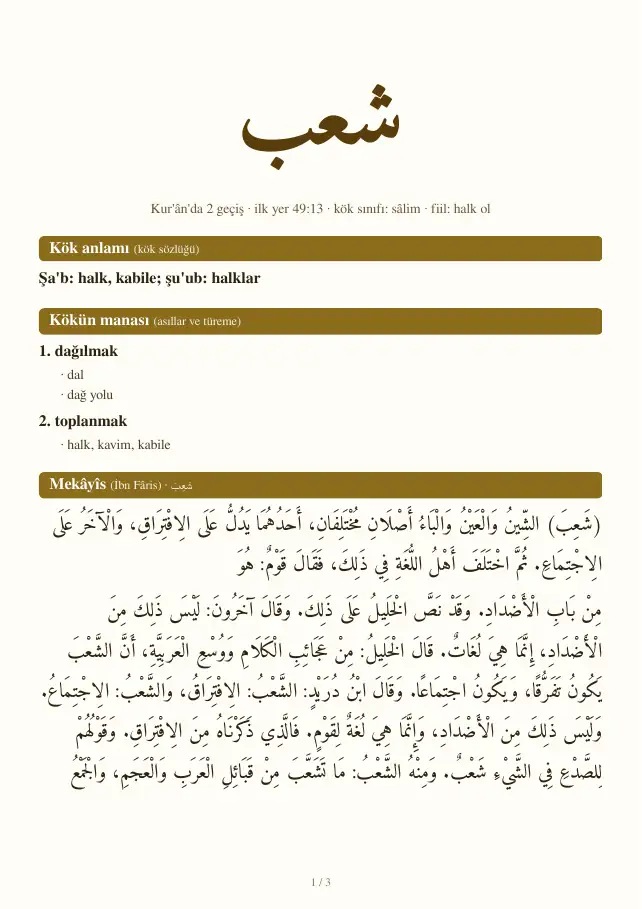 شعب
Kur'ân'da 2 geçiş · ilk yer 49:13 · kök sınıfı: sâlim · fiil: halk ol
Kök anlamı (kök sözlüğü)
Şa'b: halk, kabile; şu'ub: halklar
Kökün manası (asıllar ve türeme)
1. dağılmak
· dal
· dağ yolu
2. toplanmak
· halk, kavim, kabile
Mekâyîs (İbn Fâris) · شعب
(شَعِبَ) الشِّينُ وَالْعَيْنُ وَالْبَاءُ أَصْلَانِ مُخْتَلِفَانِ، أَحَدُهُمَا يَدُلُّ عَلَى الِافْتِرَاقِ، وَالْآخَرُ عَلَى
الِاجْتِمَاعِ. ثُمَّ اخْتَلَفَ أَهْلُ اللُّغَةِ فِي ذَلِكَ، فَقَالَ قَوْمٌ: هُوَ
مِنْ بَابِ الْأَضْدَادِ. وَقَدْ نَصَّ الْخَلِيلُ عَلَى ذَلِكَ. وَقَالَ آخَرُونَ: لَيْسَ ذَلِكَ مِنَ
الْأَضْدَادِ، إِنَّمَا هِيَ لُغَاتٌ. قَالَ الْخَلِيلُ: مِنْ عَجَائِبِ الْكَلَامِ وَوُسْعِ الْعَرَبِيَّةِ، أَنَّ الشَّعْبَ
يَكُونُ تَفَرُّقًا، وَيَكُونُ اجْتِمَاعًا. وَقَالَ ابْنُ دُرَيْدٍ: الشَّعْبُ: الِافْتِرَاقُ، وَالشَّعْبُ: الِاجْتِمَاعُ.
وَلَيْسَ ذَلِكَ مِنَ الْأَضْدَادِ، وَإِنَّمَا هِيَ لُغَةٌ لِقَوْمٍ. فَالَّذِي ذَكَرْنَاهُ مِنَ الِافْتِرَاقِ. وَقَوْلُهُمْ
لِلصَّدْعِ فِي الشَّيْءِ شَعْبٌ. وَمِنْهُ الشَّعْبُ: مَا تَشَعَّبَ مِنْ قَبَائِلِ الْعَرَبِ وَالْعَجَمِ، وَالْجَمْعُ
1 / 3